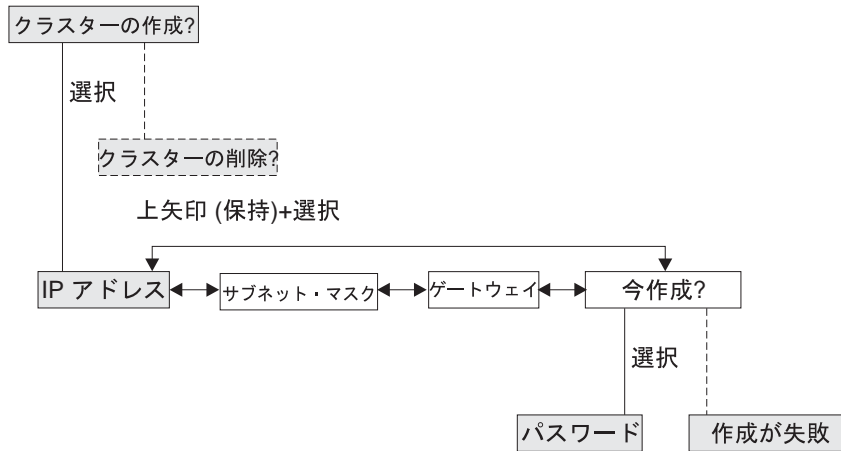 クラスターの作成?
選択
クラスターの削除?
上矢印 (保持)+選択
IP アドレス
サブネット・マスク
ゲートウェイ
今作成?
選択
パスワード
作成が失敗